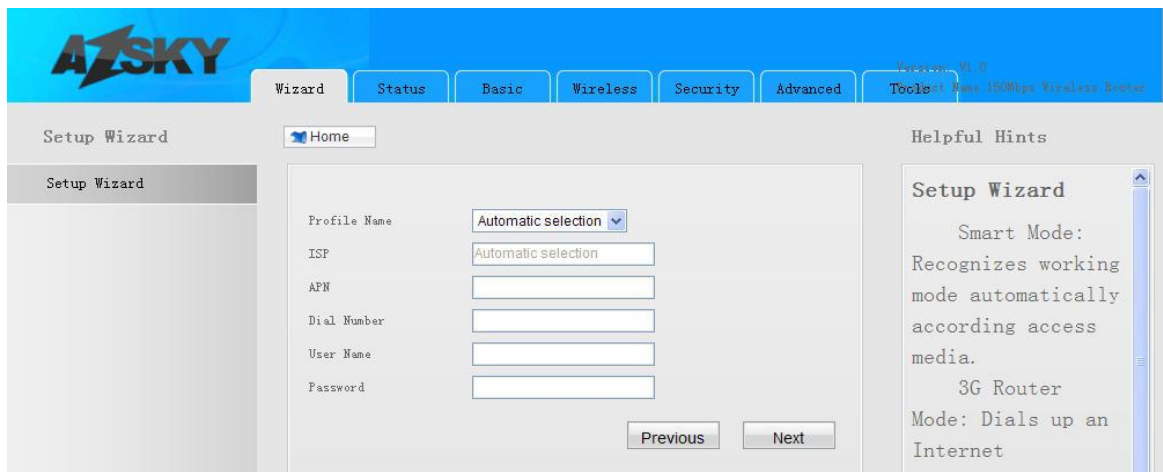 AZSKY
Version: V1.0
Product Name 150Mbps Wireless Router
Wizard Status Basic Wireless Security Advanced Tools
Setup Wizard
Setup Wizard
Home
Profile Name Automatic selection
ISP Automatic selection
APN
Dial Number
User Name
Password
Previous Next
Helpful Hints
Setup Wizard
Smart Mode:
Recognizes working
mode automatically
according access
media.
3G Router
Mode: Dials up an
Internet